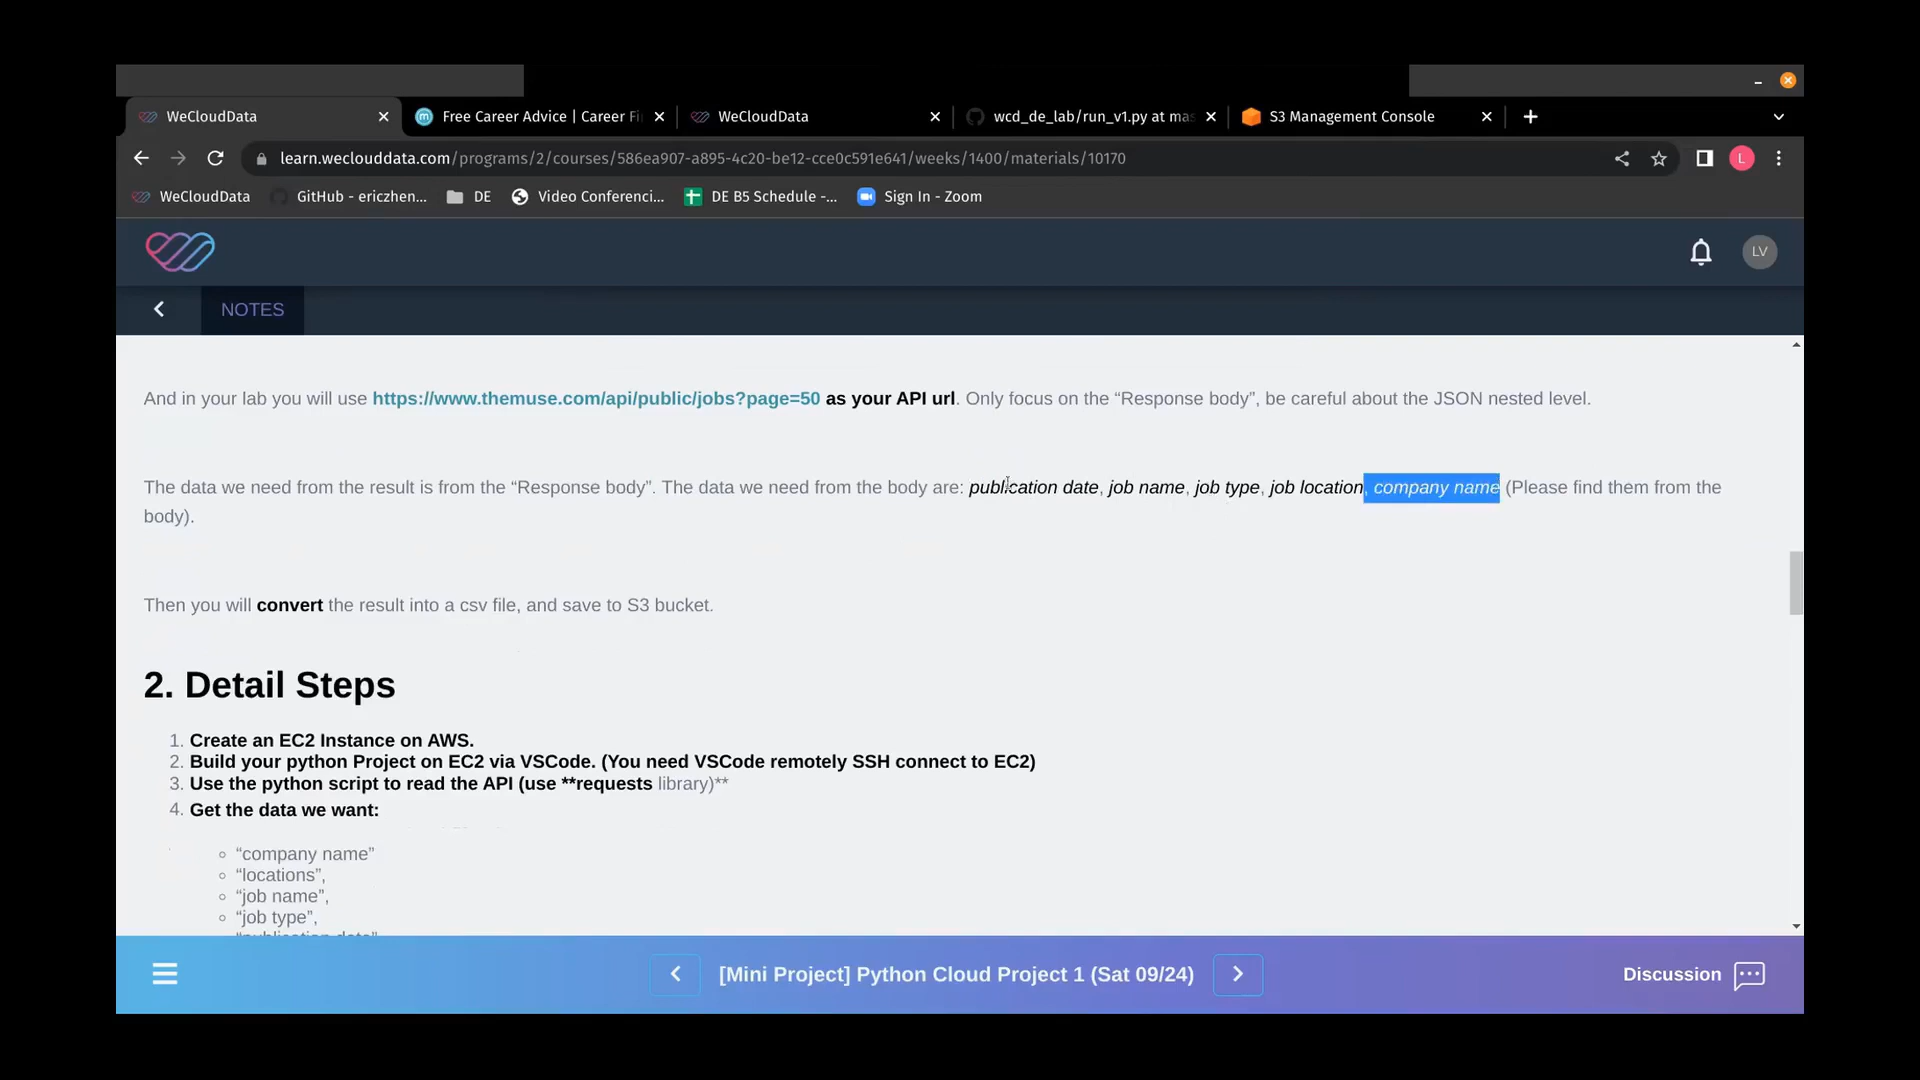 WeCloudData
Free Career Advice | Career Fi
WeCloudData
wcd_de_lab/run_v1.py at mas
S3 Management Console
learn.weclouddata.com/programs/2/courses/586ea907-a895-4c20-be12-cce0c591e641/weeks/1400/materials/10170
L
WeCloudData
GitHub - ericzhen...
DE
Video Conferenci...
DE B5 Schedule -...
Sign In - Zoom
LV
NOTES
And in your lab you will use https://www.themuse.com/api/public/jobs?page=50 as your API url. Only focus on the “Response body”, be careful about the JSON nested level.
The data we need from the result is from the “Response body”. The data we need from the body are: publication date, job name, job type, job location, company name (Please find them from the
body).
Then you will convert the result into a csv file, and save to S3 bucket.
2. Detail Steps
1. Create an EC2 Instance on AWS.
2. Build your python Project on EC2 via VSCode. (You need VSCode remotely SSH connect to EC2)
3. Use the python script to read the API (use **requests library)**
4. Get the data we want:
“company name”
“locations”,
“job name”,
“job type”,
“publication date”
[Mini Project] Python Cloud Project 1 (Sat 09/24)
Discussion